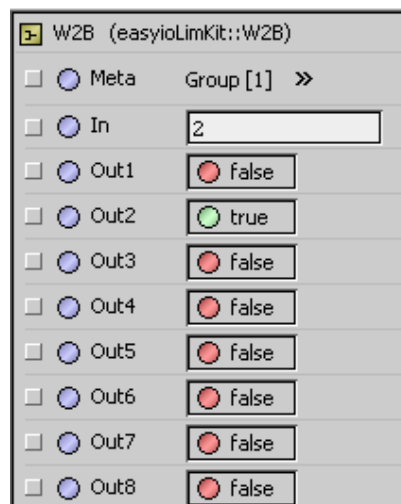 W2B (easyioLimKit::W2B)
Meta Group [1] »
In 2
Out1 false
Out2 true
Out3 false
Out4 false
Out5 false
Out6 false
Out7 false
Out8 false